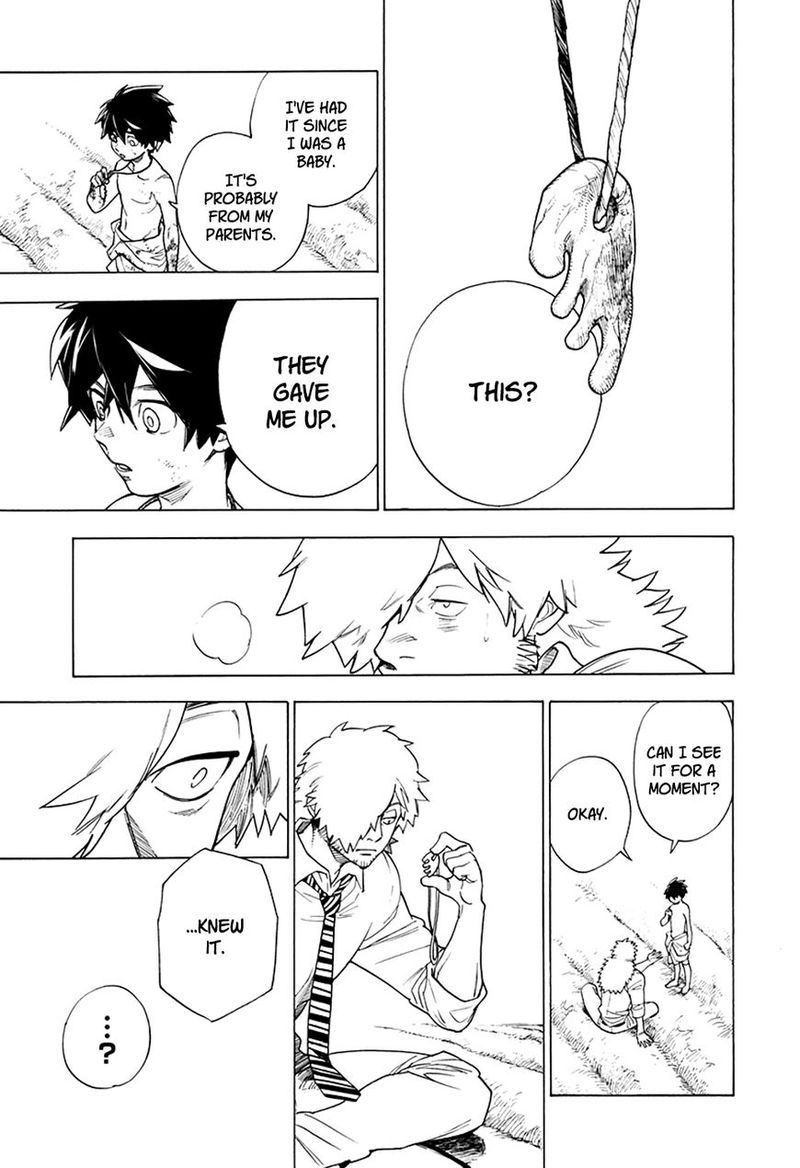 THIS?
I'VE HAD
IT SINCE
I WAS A
BABY.
IT'S
PROBABLY
FROM MY
PARENTS.
THEY
GAVE
ME UP.
CAN I SEE
IT FOR A
MOMENT?
OKAY.
...KNEW
IT.
...?